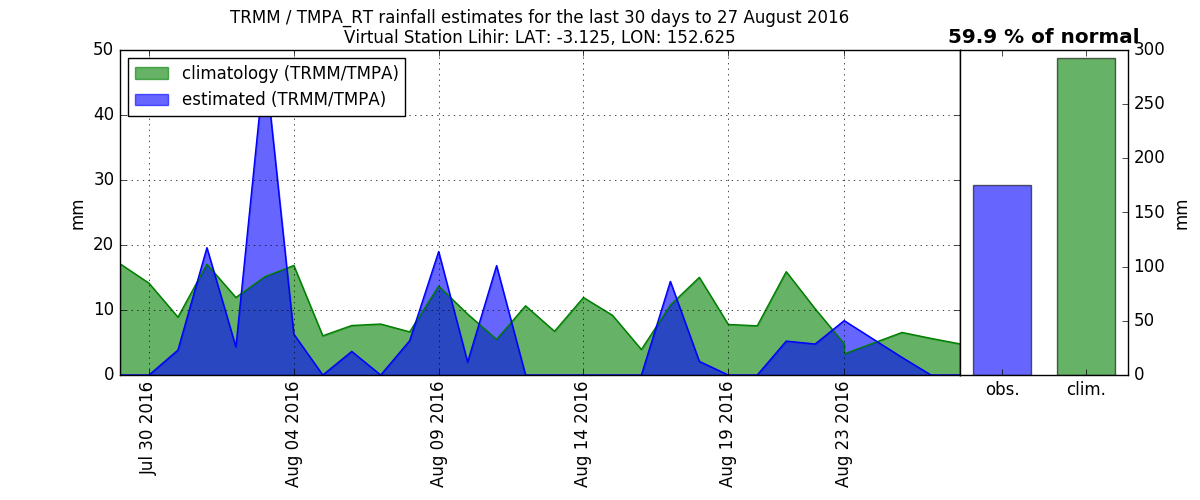 TRMM / TMPA_RT rainfall estimates for the last 30 days to 27 August 2016
Virtual Station Lihir: LAT: -3.125, LON: 152.625
59.9 % of normal
climatology (TRMM/TMPA)
estimated (TRMM/TMPA)
50
40
30
20
10
0
mm
300
250
200
150
100
50
0
mm
Jul 30 2016
Aug 04 2016
Aug 09 2016
Aug 14 2016
Aug 19 2016
Aug 23 2016
obs.
clim.